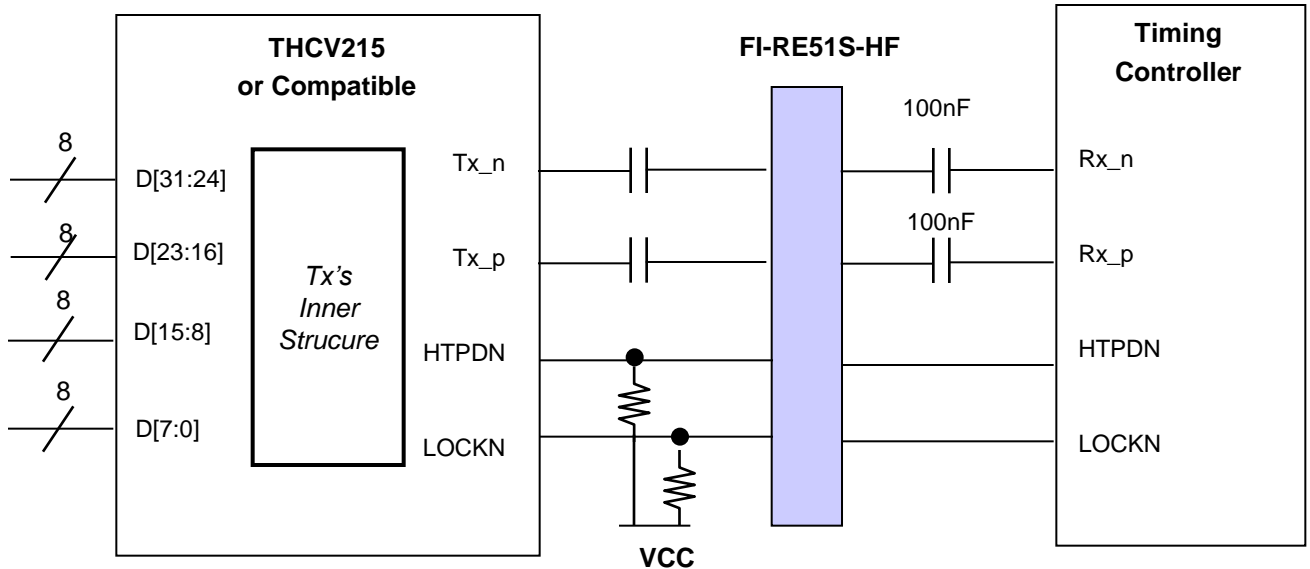 THCV215
or Compatible
FI-RE51S-HF
Timing
Controller
100nF
8
D[31:24]
Tx_n
Rx_n
8
D[23:16]
Tx_p
100nF
Rx_p
Tx's
Inner
Strucure
8
D[15:8]
HTPDN
HTPDN
8
D[7:0]
LOCKN
LOCKN
VCC